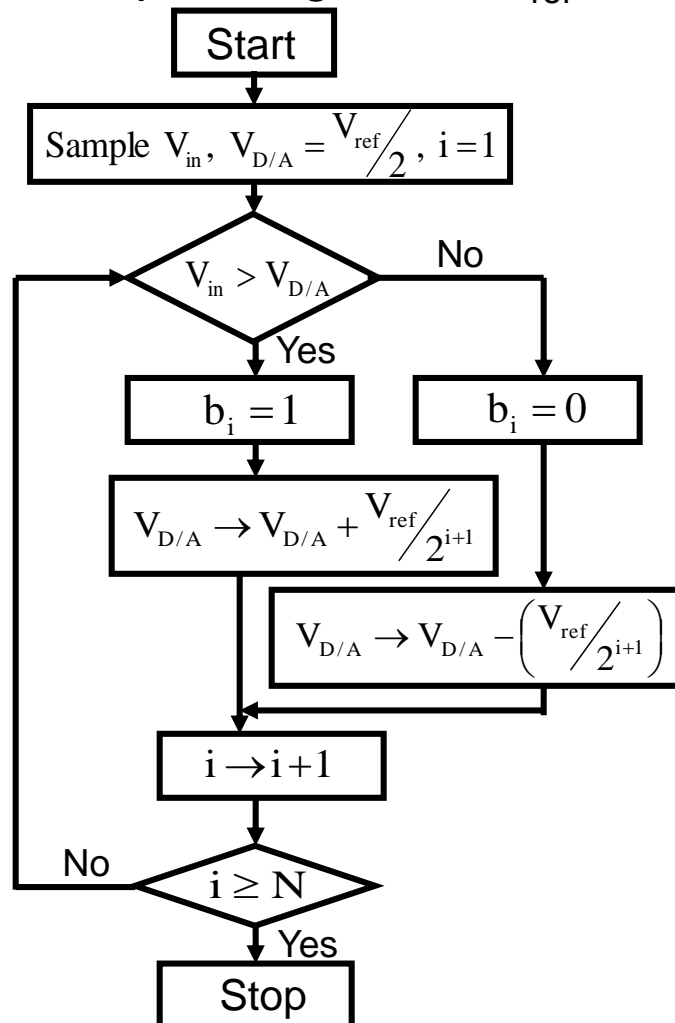 Start
Sample V_in, V_D/A = V_ref/2, i = 1
V_in > V_D/A
No
Yes
b_i = 1
b_i = 0
V_D/A → V_D/A + V_ref/2^{i+1}
V_D/A → V_D/A − (V_ref/2^{i+1})
i → i+1
No
i ≥ N
Yes
Stop